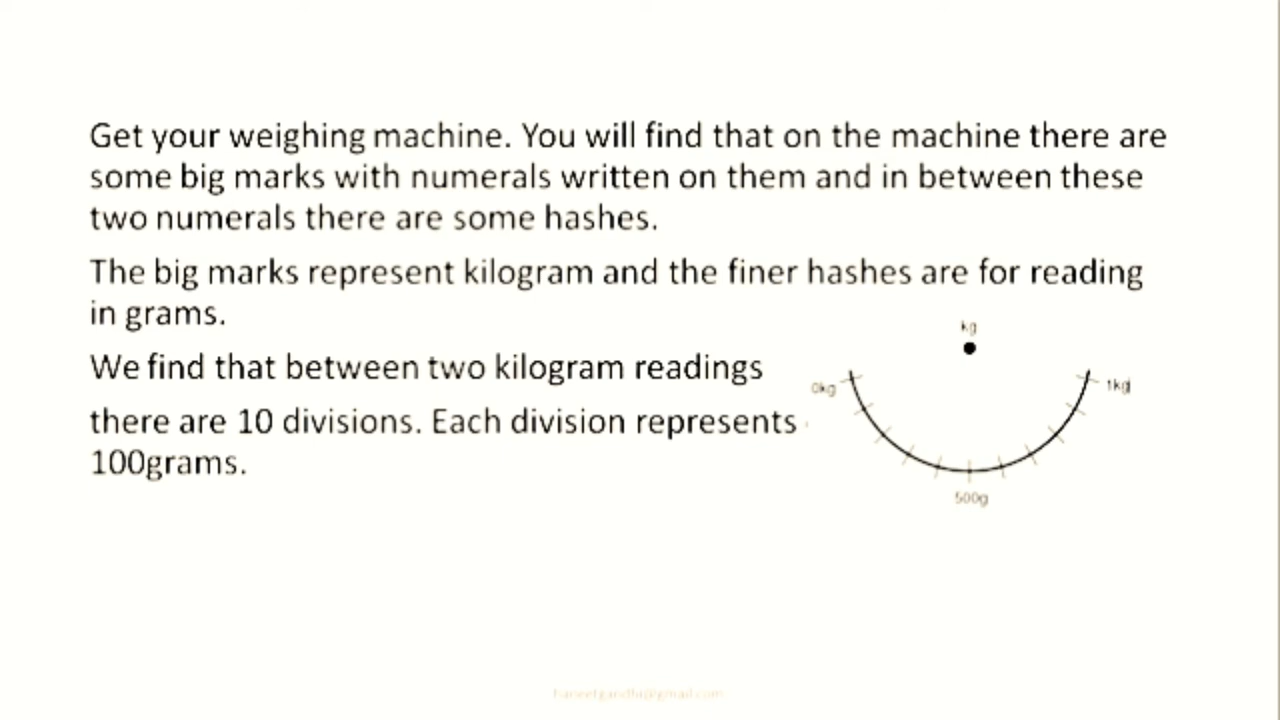 Get your weighing machine. You will find that on the machine there are
some big marks with numerals written on them and in between these
two numerals there are some hashes.
The big marks represent kilogram and the finer hashes are for reading
in grams.
We find that between two kilogram readings
there are 10 divisions. Each division represents
100grams.
kg
0kg
1kg
500g